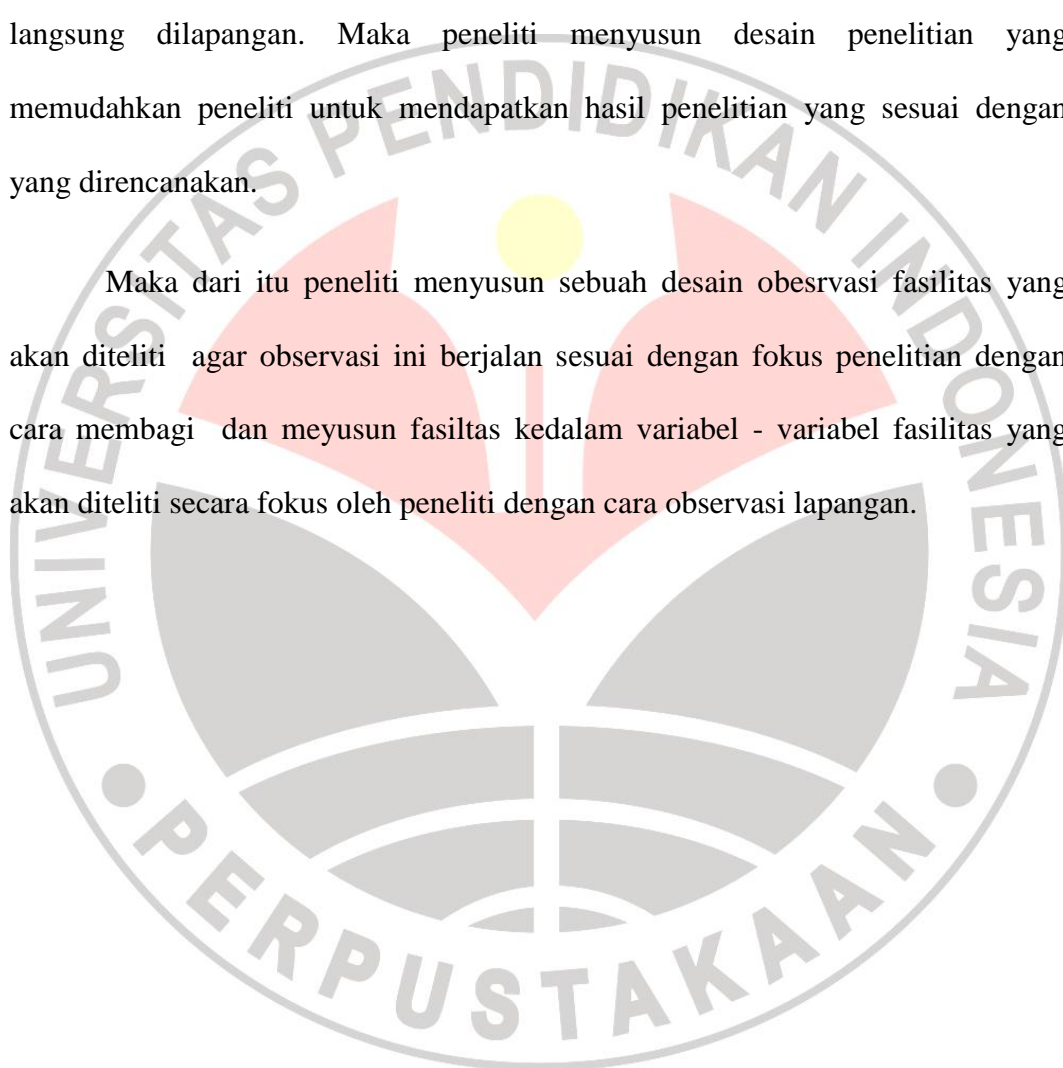 langsung dilapangan. Maka peneliti menyusun desain penelitian yang
memudahkan peneliti untuk mendapatkan hasil penelitian yang sesuai dengan
yang direncanakan.
Maka dari itu peneliti menyusun sebuah desain obesrvasi fasilitas yang
akan diteliti agar observasi ini berjalan sesuai dengan fokus penelitian dengan
cara membagi dan meyusun fasiltas kedalam variabel - variabel fasilitas yang
akan diteliti secara fokus oleh peneliti dengan cara observasi lapangan.
UNIVERSITAS PENDIDIKAN INDONESIA
PERPUSTAKAAN